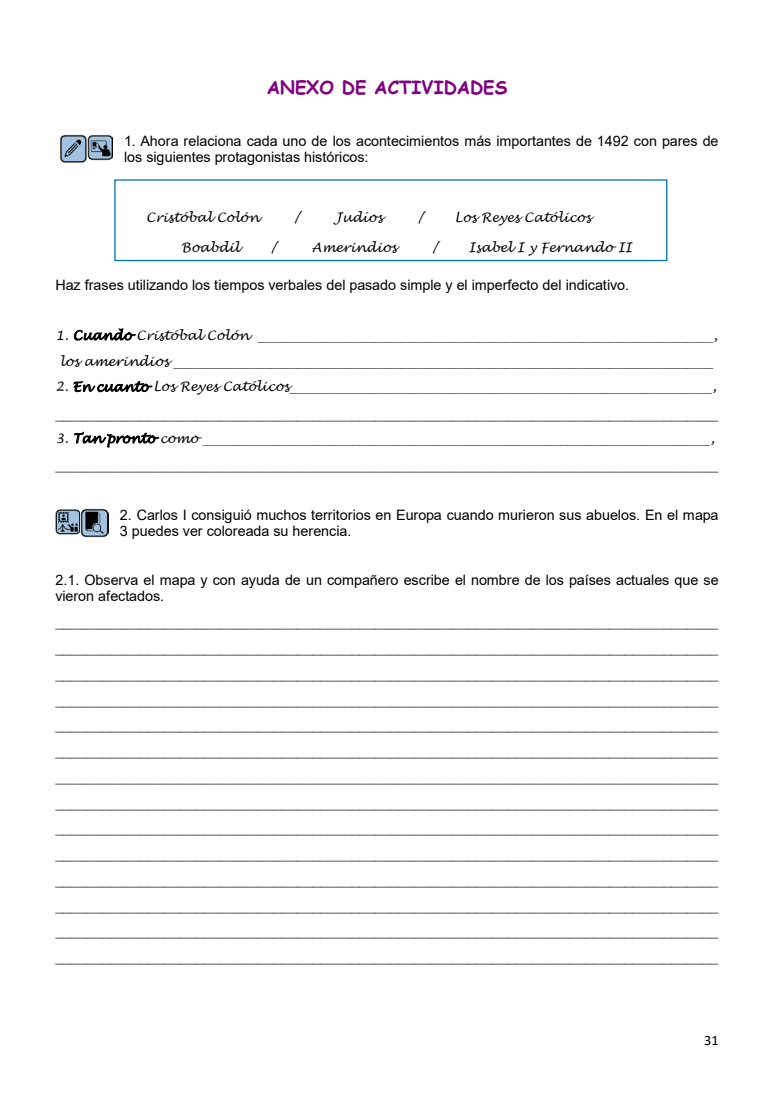 ANEXO DE ACTIVIDADES
1. Ahora relaciona cada uno de los acontecimientos más importantes de 1492 con pares de
los siguientes protagonistas históricos:
Cristóbal Colón / Judíos / Los Reyes Católicos
Boabdil / Amerindios / Isabel I y Fernando II
Haz frases utilizando los tiempos verbales del pasado simple y el imperfecto del indicativo.
1. Cuando Cristóbal Colón ,
los amerindios
2. En cuanto Los Reyes Católicos ,
3. Tan pronto como ,
2. Carlos I consiguió muchos territorios en Europa cuando murieron sus abuelos. En el mapa
3 puedes ver coloreada su herencia.
2.1. Observa el mapa y con ayuda de un compañero escribe el nombre de los países actuales que se
vieron afectados.
31